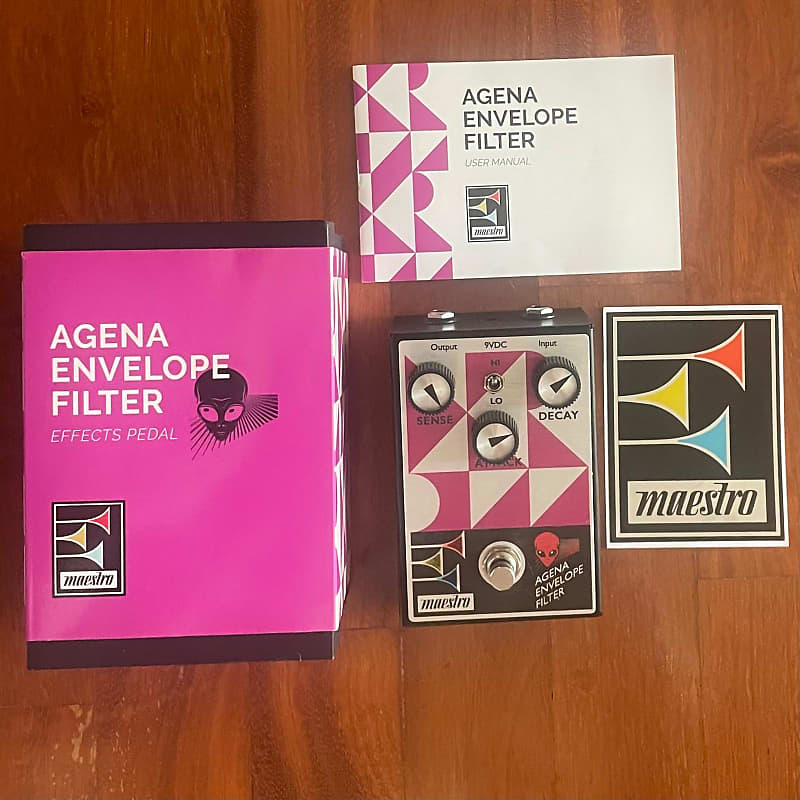 AGENA
ENVELOPE
FILTER
USER MANUAL
maestro
AGENA
ENVELOPE
FILTER
EFFECTS PEDAL
maestro
Output 9VDC Input
HI
LO
SENSE
DECAY
ATTACK
maestro
AGENA
ENVELOPE
FILTER
maestro